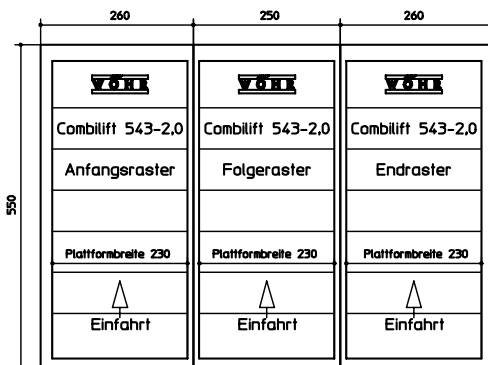 260 250 260
550
WÖHR WÖHR WÖHR
Combilift 543-2,0 Combilift 543-2,0 Combilift 543-2,0
Anfangsraster Folgeraster Endraster
Plattformbreite 230 Plattformbreite 230 Plattformbreite 230
Einfahrt Einfahrt Einfahrt